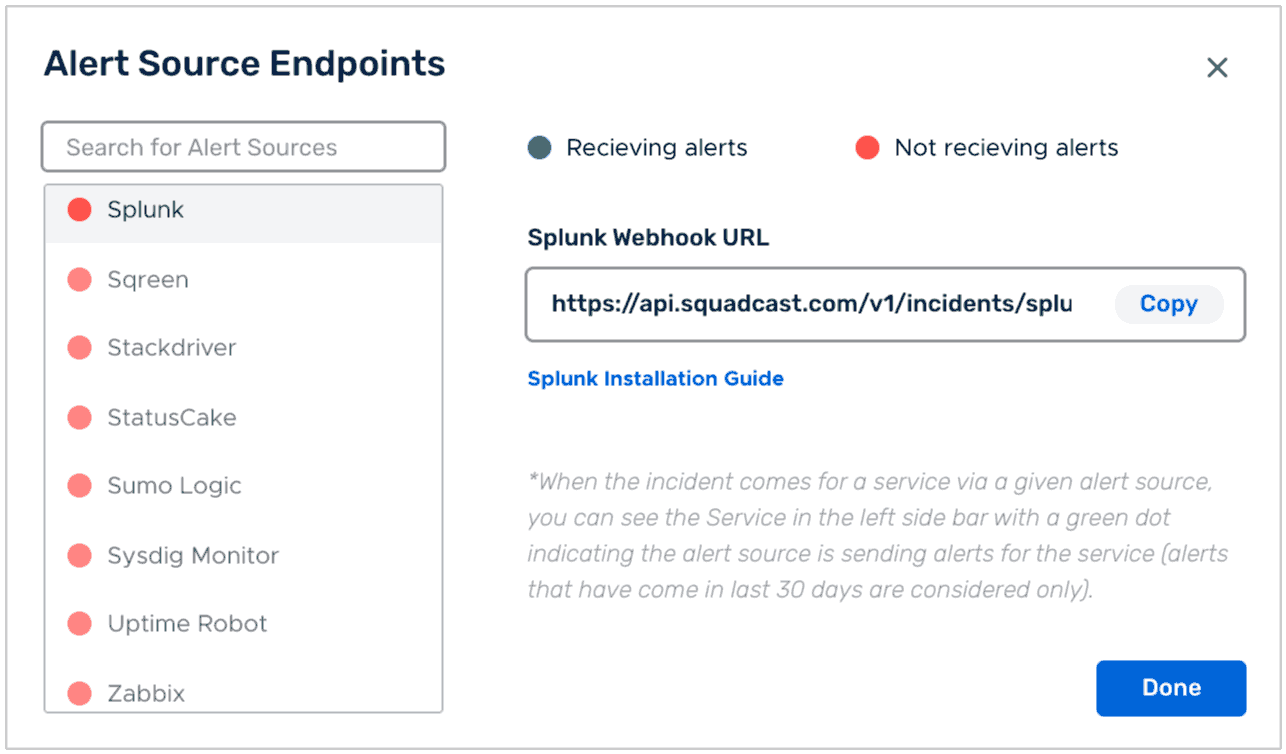 Alert Source Endpoints
Search for Alert Sources
Splunk
Sqreen
Stackdriver
StatusCake
Sumo Logic
Sysdig Monitor
Uptime Robot
Zabbix
Recieving alerts
Not recieving alerts
Splunk Webhook URL
https://api.squadcast.com/v1/incidents/splu
Copy
Splunk Installation Guide
*When the incident comes for a service via a given alert source,
you can see the Service in the left side bar with a green dot
indicating the alert source is sending alerts for the service (alerts
that have come in last 30 days are considered only).
Done